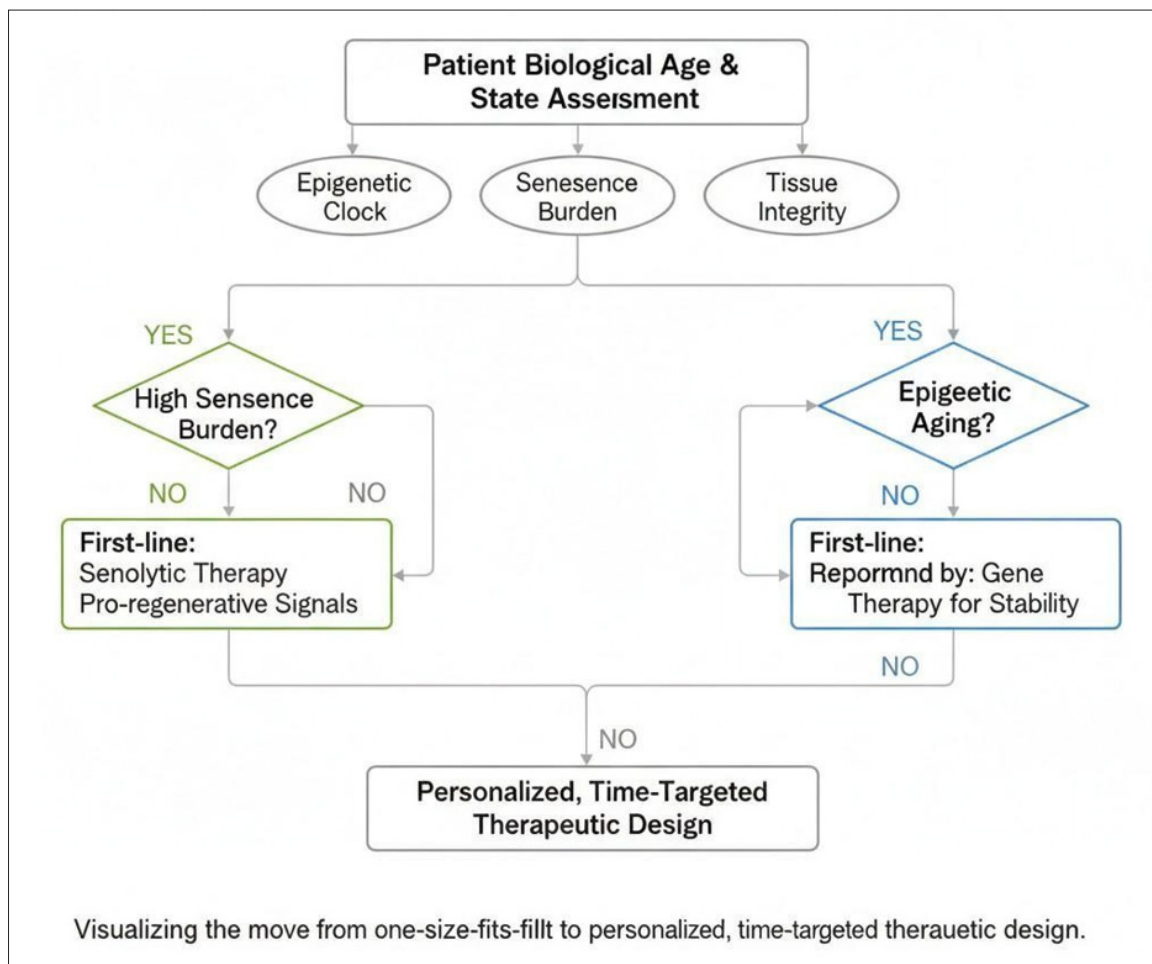 Patient Biological Age &
State Asseısment
Epigenetic
Clock
Senesence
Burden
Tissue
Integrity
YES
YES
High Sensence
Burden?
Epigeetic
Aging?
NO
NO
NO
First-line:
Senolytic Therapy
Pro-regenerative Signals
First-line:
Repormnd by: Gene
Therapy for Stability
NO
NO
Personalized, Time-Targeted
Therapeutic Design
Visualizing the move from one-size-fits-fillt to personalized, time-targeted therauetic design.